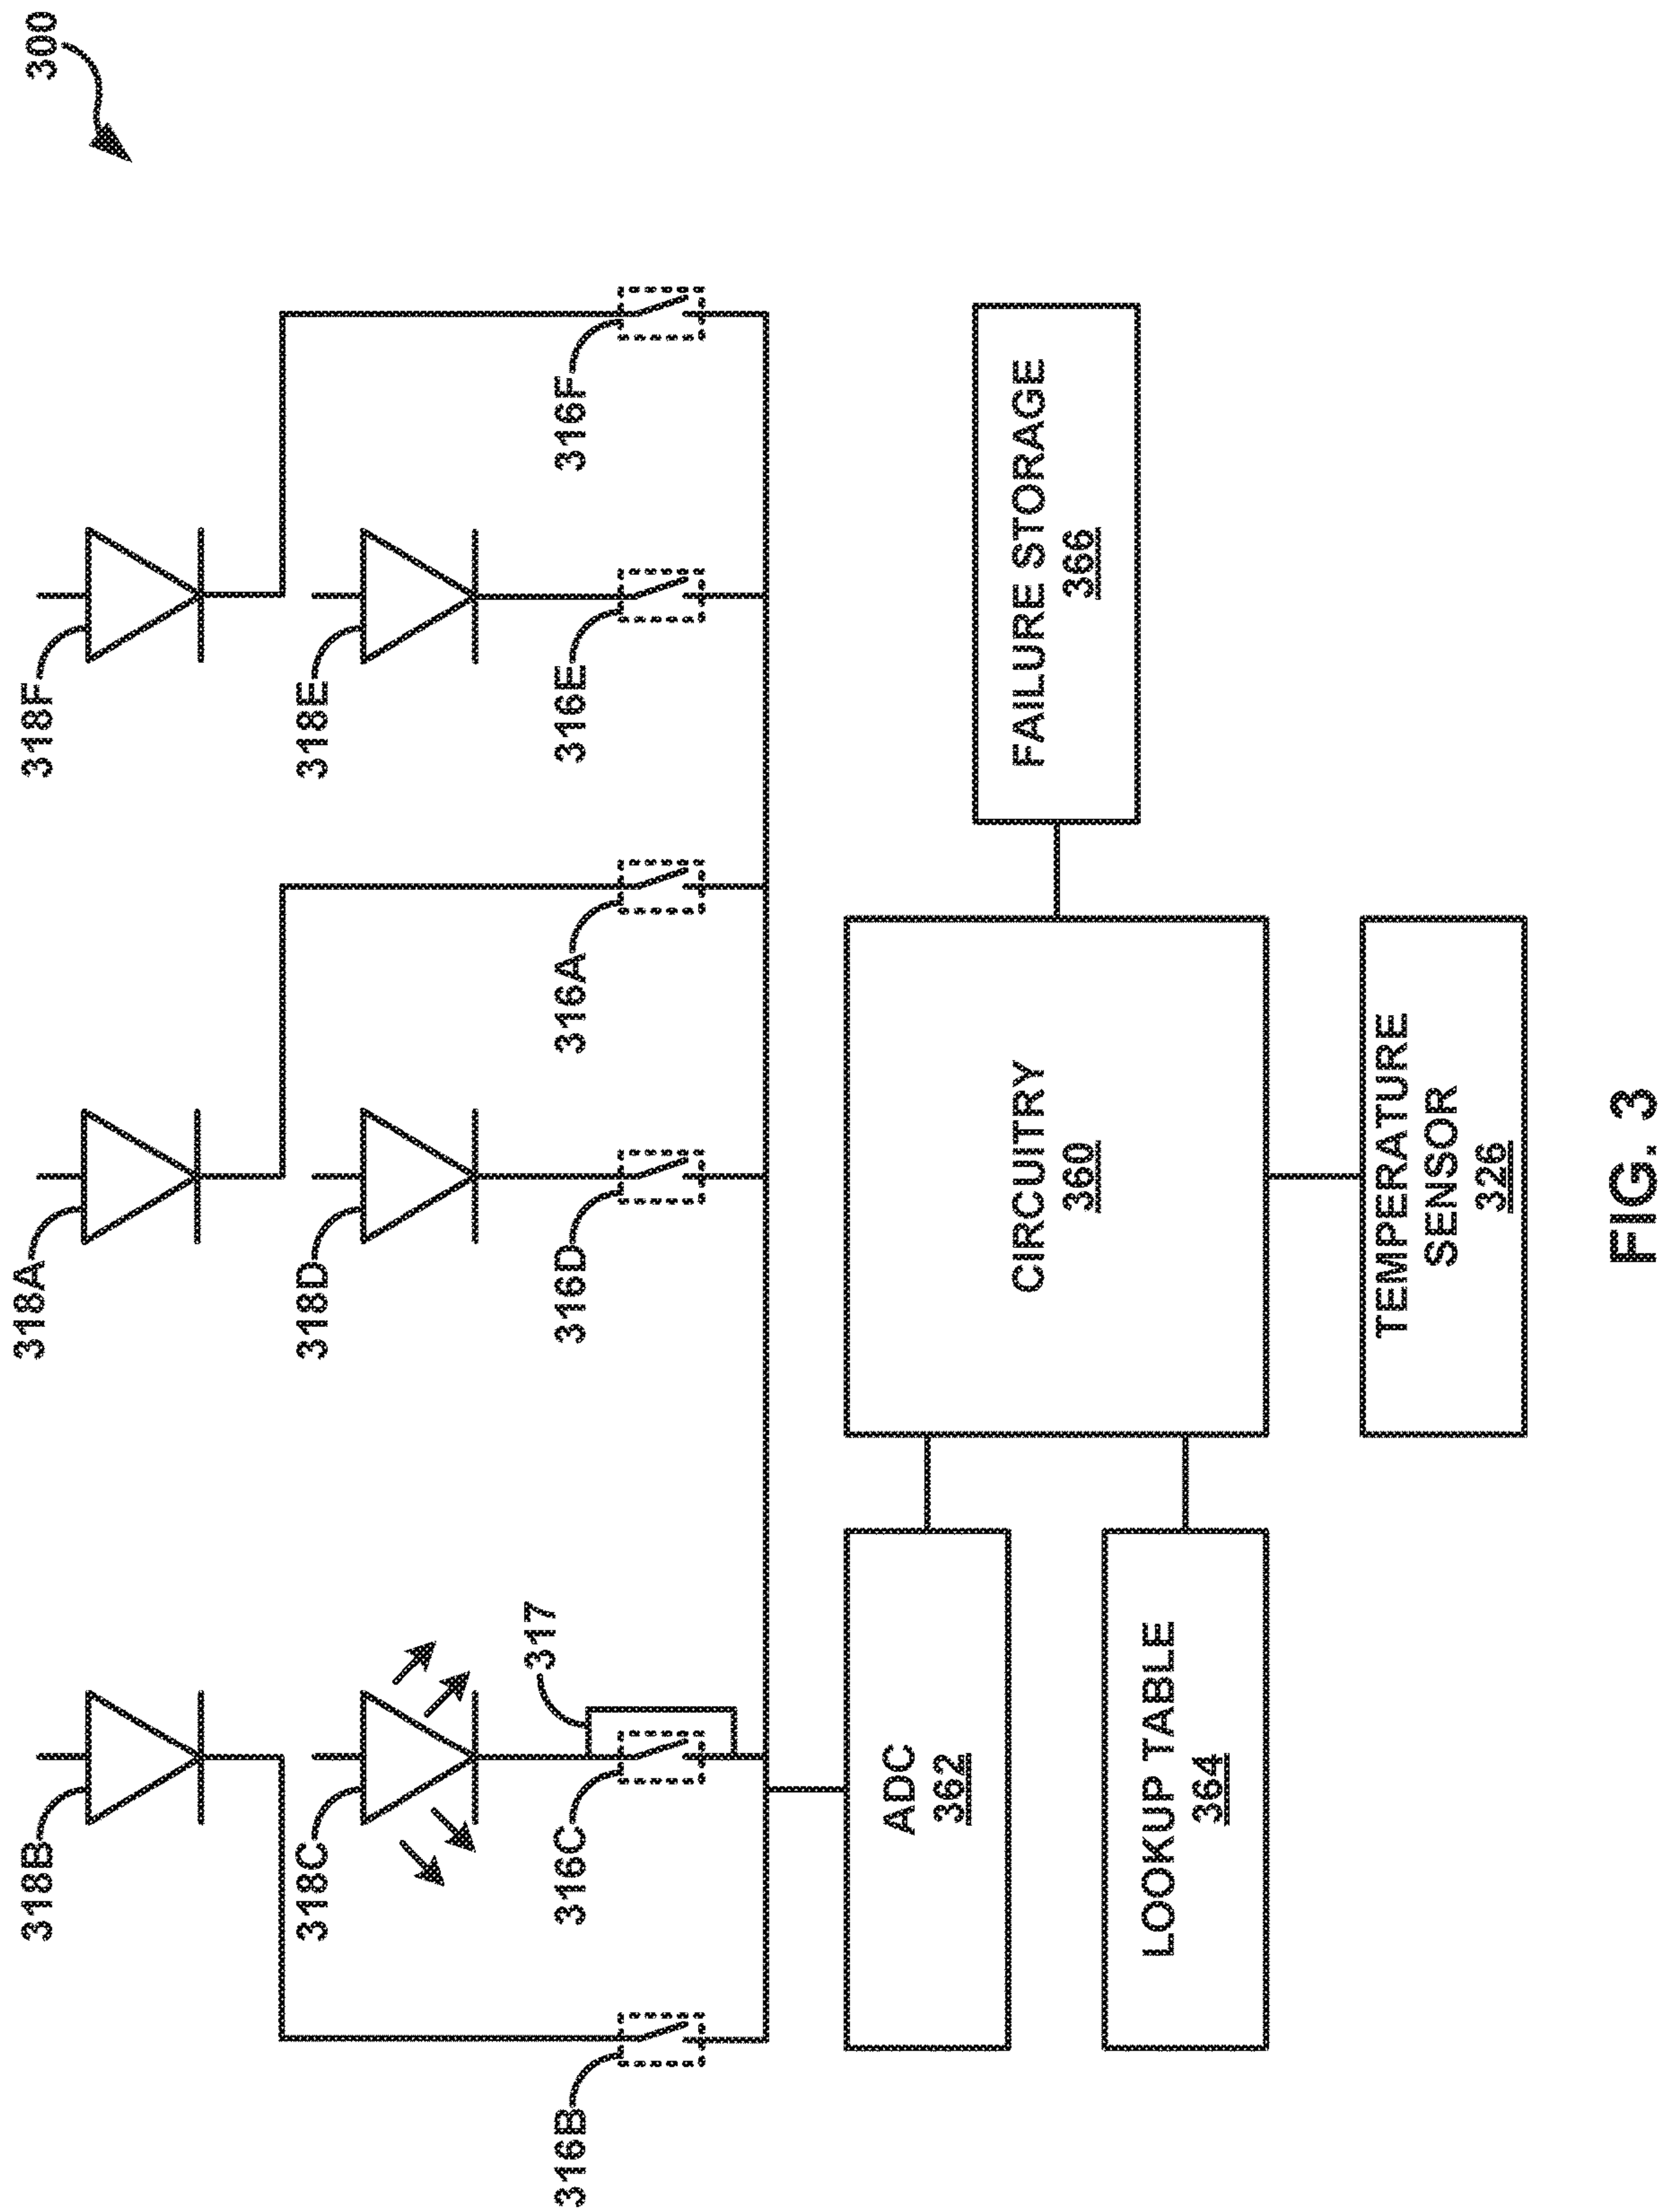 300
318B
318A
318F
318C
318D
318E
317
316B
316C
316D
316A
316E
316F
ADC
362
CIRCUITRY
360
FAILURE STORAGE
366
LOOKUP TABLE
364
TEMPERATURE
SENSOR
326
FIG. 3